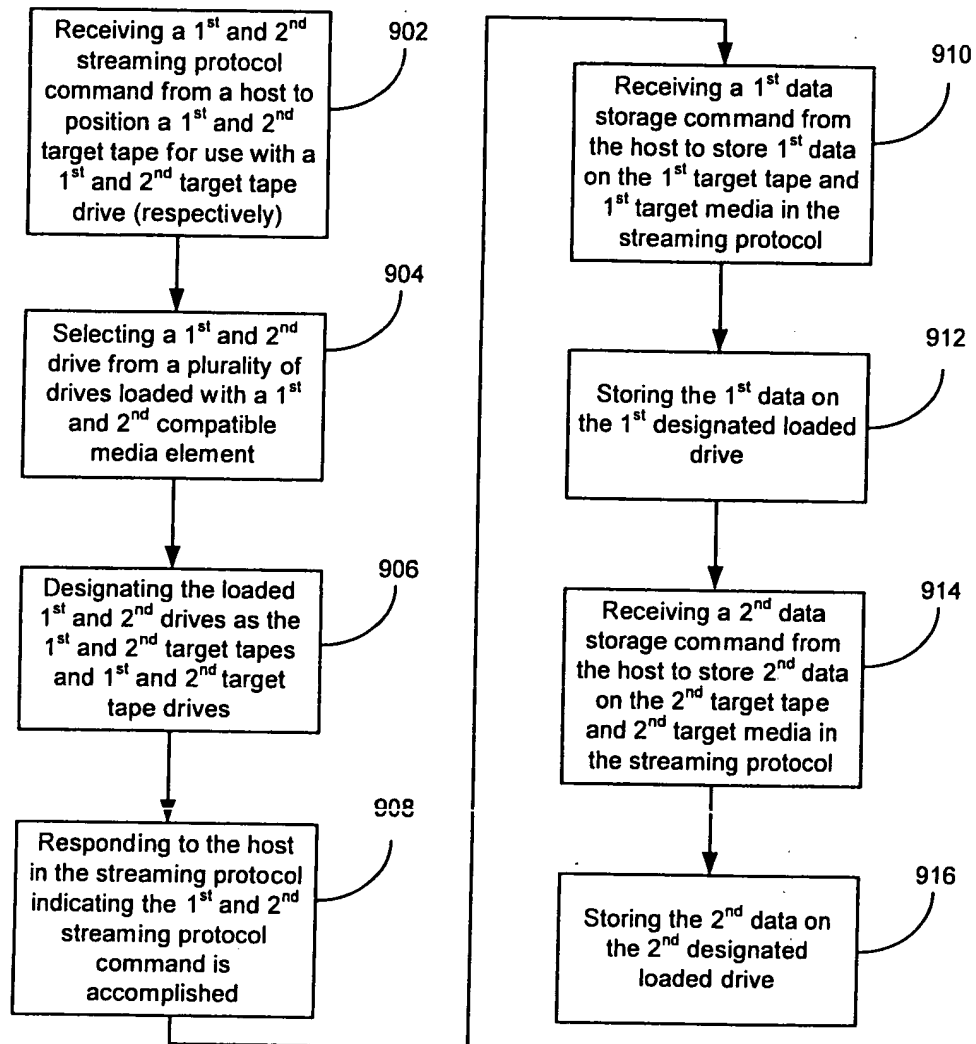 Receiving a 1st and 2nd
streaming protocol
command from a host to
position a 1st and 2nd
target tape for use with a
1st and 2nd target tape
drive (respectively)
902
Selecting a 1st and 2nd
drive from a plurality of
drives loaded with a 1st
and 2nd compatible
media element
904
Designating the loaded
1st and 2nd drives as the
1st and 2nd target tapes
and 1st and 2nd target
tape drives
906
Responding to the host
in the streaming protocol
indicating the 1st and 2nd
streaming protocol
command is
accomplished
908
Receiving a 1st data
storage command from
the host to store 1st data
on the 1st target tape and
1st target media in the
streaming protocol
910
Storing the 1st data on
the 1st designated loaded
drive
912
Receiving a 2nd data
storage command from
the host to store 2nd data
on the 2nd target tape
and 2nd target media in
the streaming protocol
914
Storing the 2nd data on
the 2nd designated
loaded drive
916